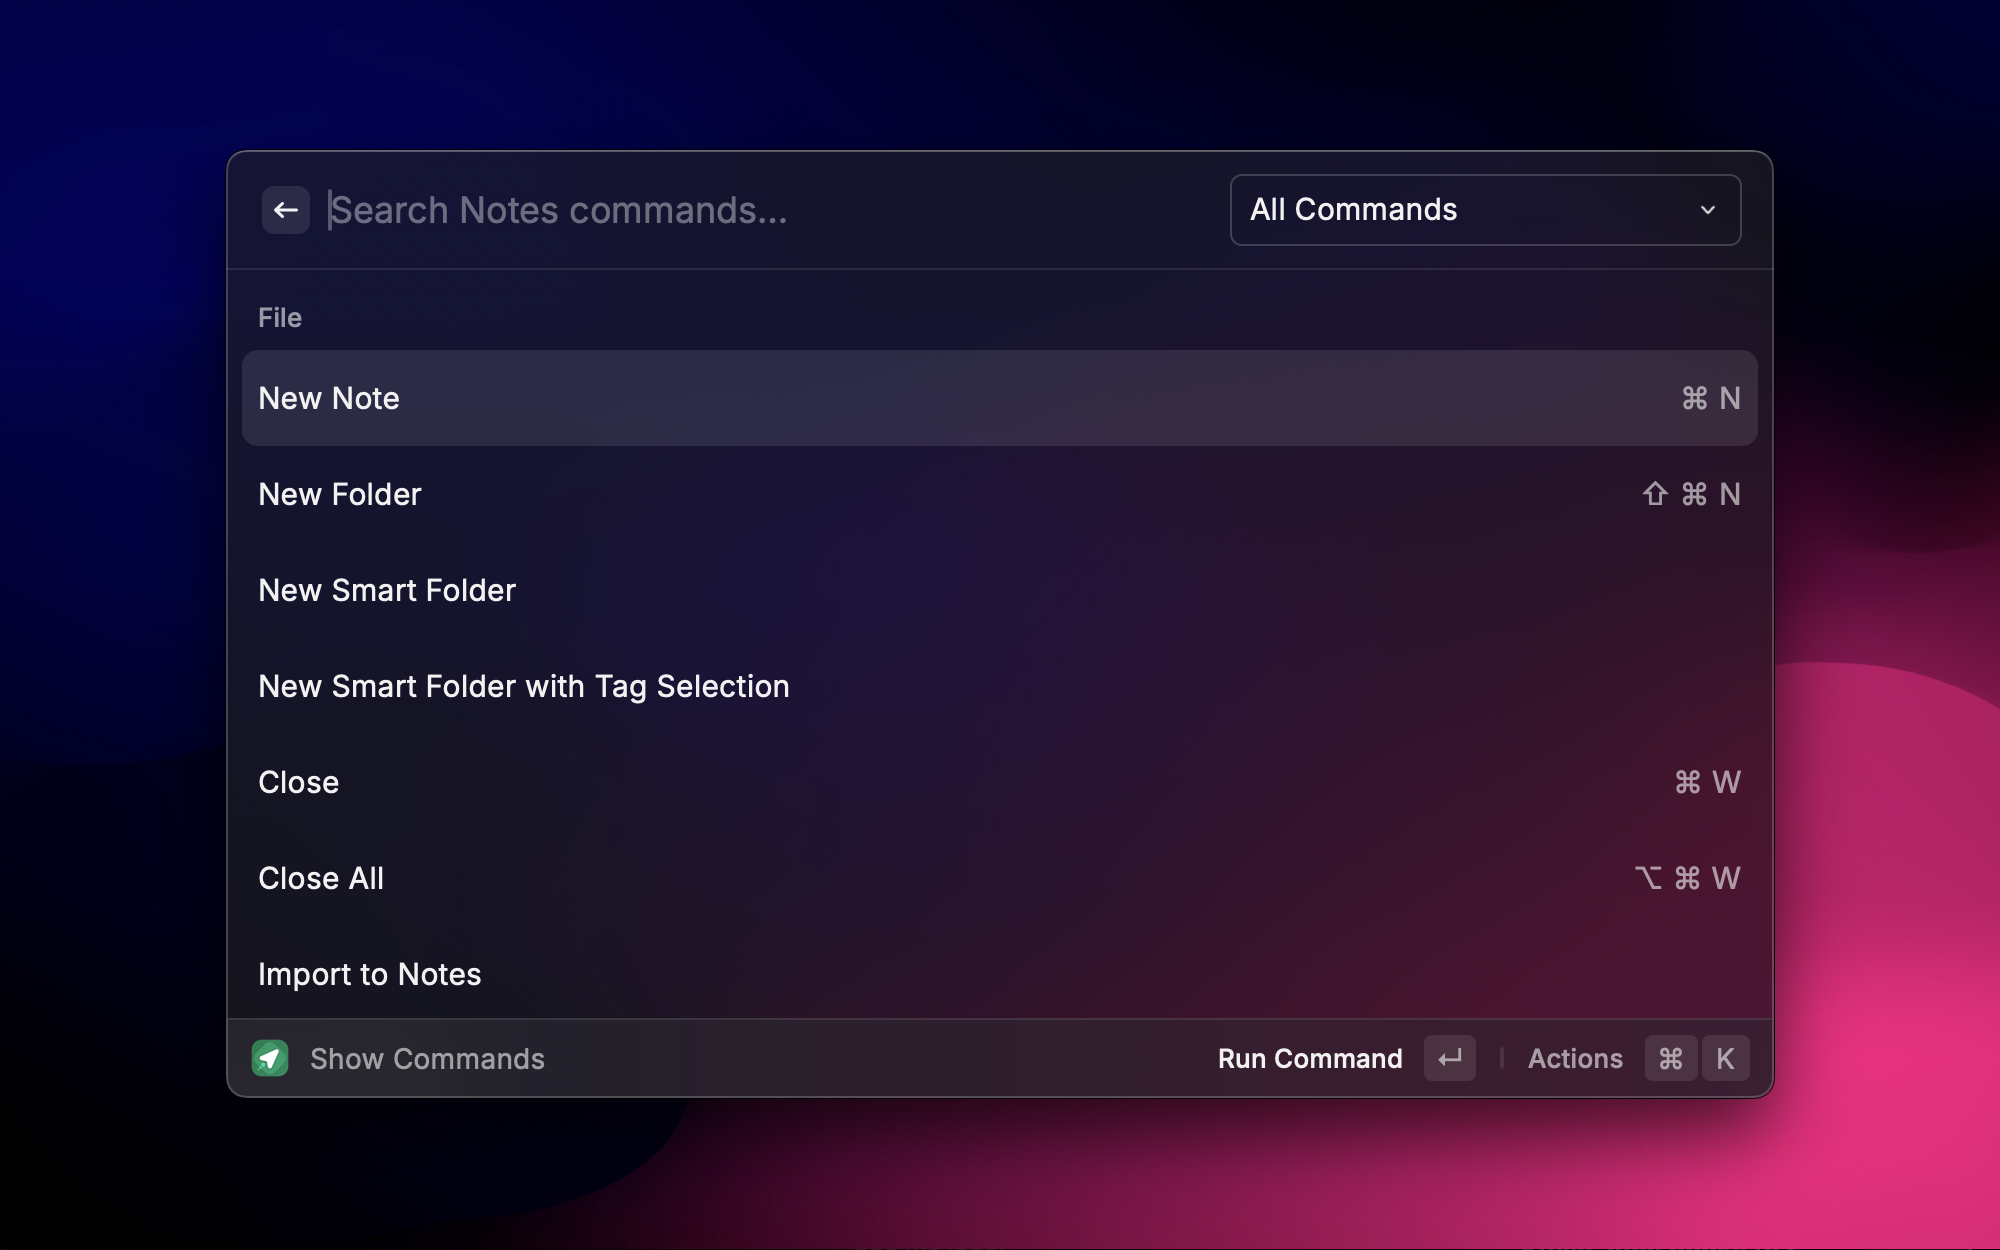 Search Notes commands...
All Commands
File
New Note ⌘ N
New Folder ⇧ ⌘ N
New Smart Folder
New Smart Folder with Tag Selection
Close ⌘ W
Close All ⌥ ⌘ W
Import to Notes
Show Commands Run Command ↵ Actions ⌘ K